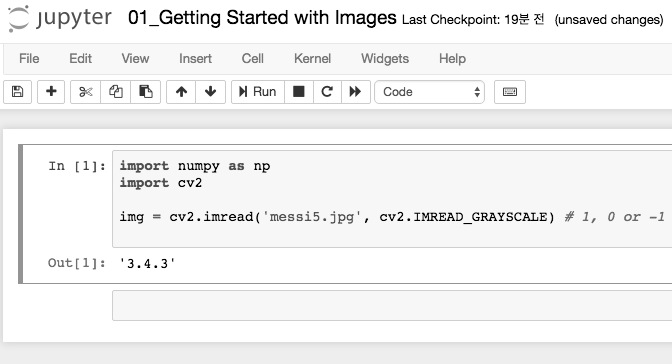 jupyter 01_Getting Started with Images Last Checkpoint: 19분 전 (unsaved changes)
File Edit View Insert Cell Kernel Widgets Help
Run Code
In [1]: import numpy as np
import cv2
img = cv2.imread('messi5.jpg', cv2.IMREAD_GRAYSCALE) # 1, 0 or -1
Out[1]: '3.4.3'